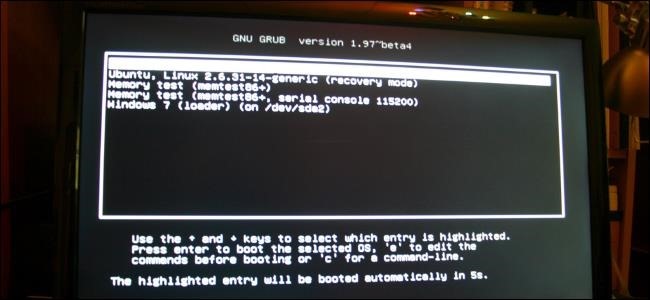 GNU GRUB version 1.97~beta4
Ubuntu, Linux 2.6.31-14-generic (recovery mode)
Memory test (memtest86+)
Memory test (memtest86+, serial console 115200)
Windows 7 (loader) (on /dev/sda2)
Use the ↑ and ↓ keys to select which entry is highlighted.
Press enter to boot the selected OS, 'e' to edit the
commands before booting or 'c' for a command-line.
The highlighted entry will be booted automatically in 5s.